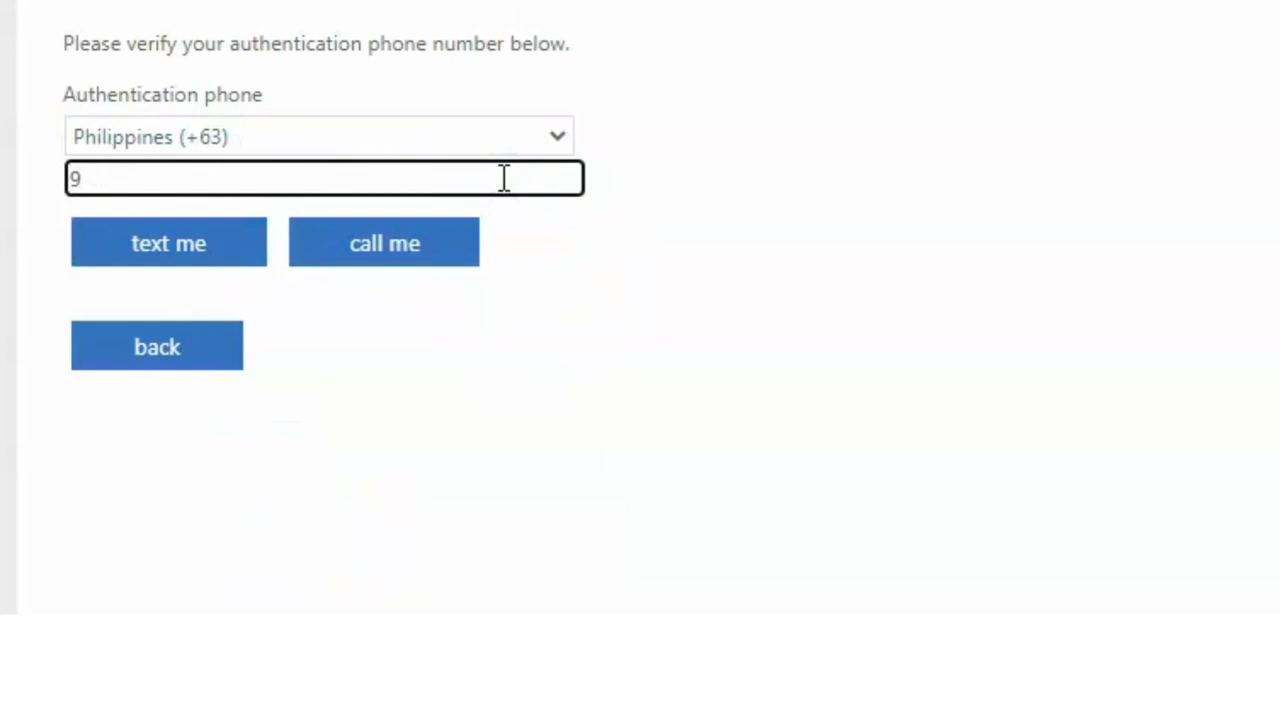 Please verify your authentication phone number below.
Authentication phone
Philippines (+63)
9
text me
call me
back